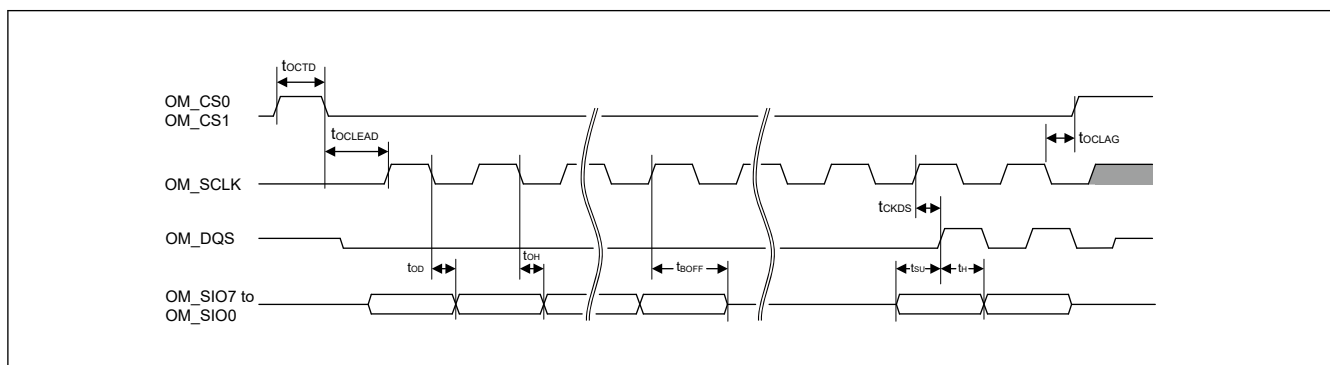 tOCTD
OM_CS0
OM_CS1
tOCLEAD
tOCLAG
OM_SCLK
tCKDS
OM_DQS
tOD
tOH
tBOFF
tSU
tH
OM_SIO7 to
OM_SIO0